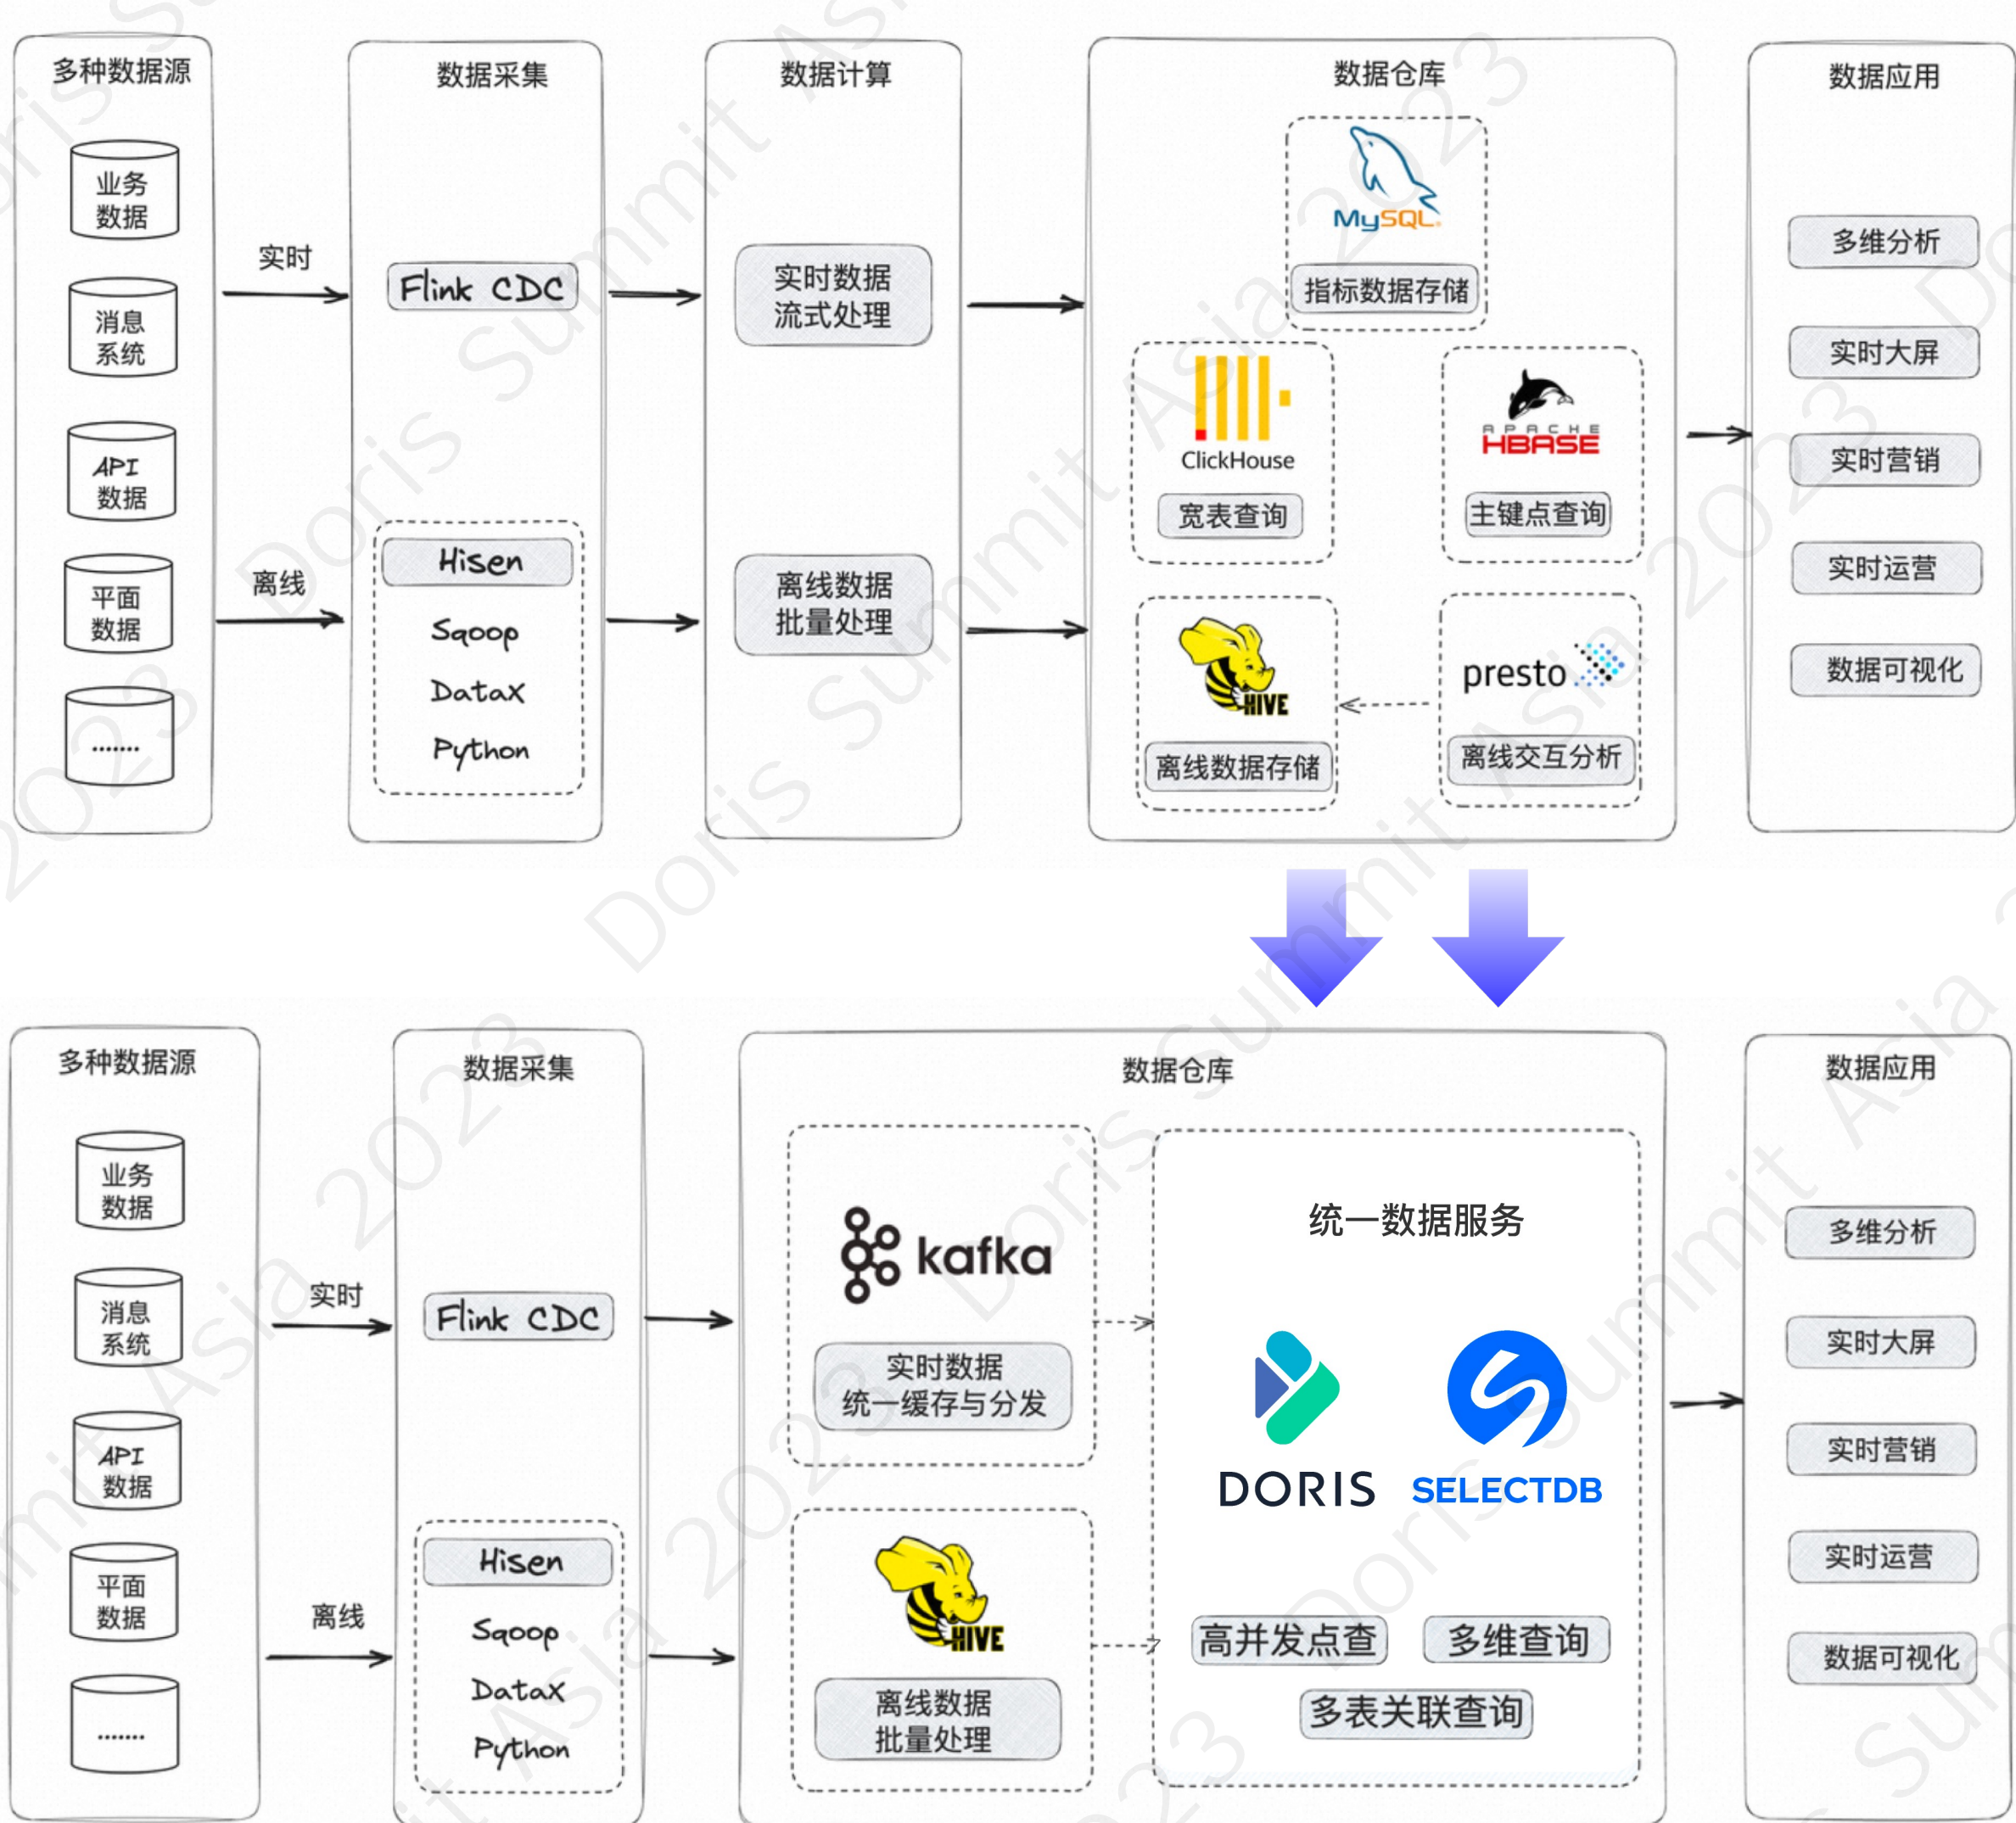 多种数据源
业务
数据
消息
系统
API
数据
平面
数据
.......
实时
离线
数据采集
Flink CDC
Hisen
Sqoop
DataX
Python
数据计算
实时数据
流式处理
离线数据
批量处理
数据仓库
MySQL
指标数据存储
ClickHouse
宽表查询
APACHE
HBASE
主键点查询
HIVE
离线数据存储
presto
离线交互分析
数据应用
多维分析
实时大屏
实时营销
实时运营
数据可视化
多种数据源
业务
数据
消息
系统
API
数据
平面
数据
.......
实时
离线
数据采集
Flink CDC
Hisen
Sqoop
DataX
Python
数据仓库
kafka
实时数据
统一缓存与分发
HIVE
离线数据
批量处理
统一数据服务
DORIS
SELECTDB
高并发点查
多维查询
多表关联查询
数据应用
多维分析
实时大屏
实时营销
实时运营
数据可视化
Doris Summit Asia 2023